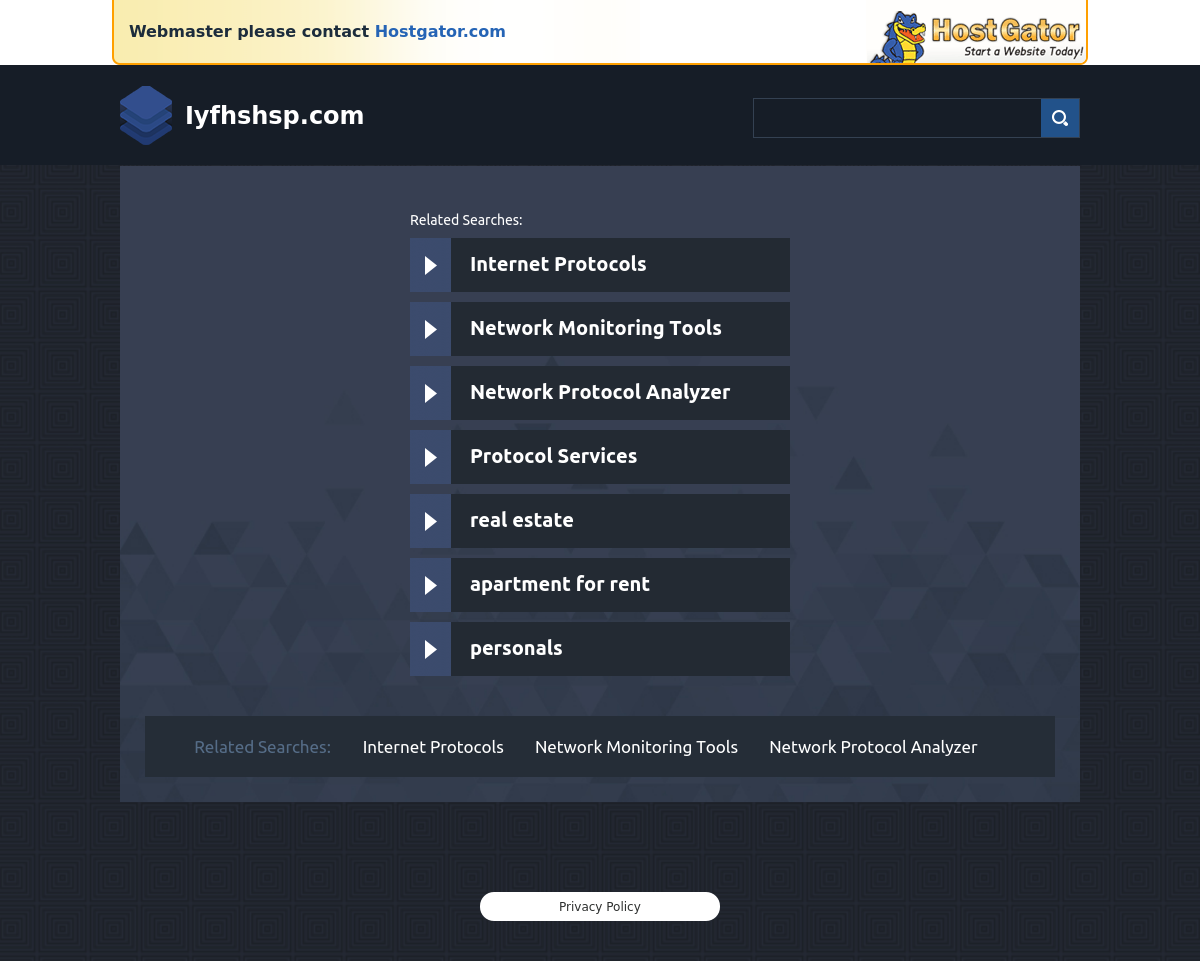 Webmaster please contact Hostgator.com
HostGator
Start a Website Today!
Iyfhshsp.com
Related Searches:
Internet Protocols
Network Monitoring Tools
Network Protocol Analyzer
Protocol Services
real estate
apartment for rent
personals
Related Searches: Internet Protocols Network Monitoring Tools Network Protocol Analyzer
Privacy Policy